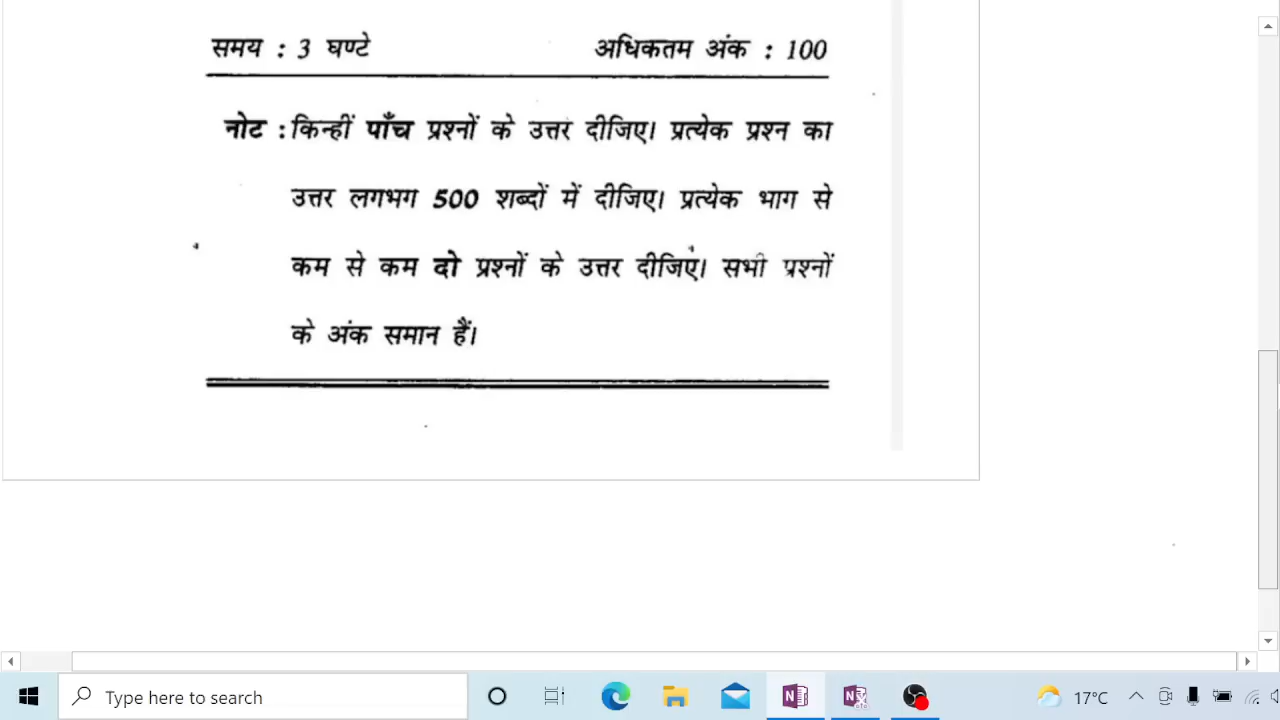 समय : 3 घण्टे अधिकतम अंक : 100
नोट : किन्हीं पाँच प्रश्नों के उत्तर दीजिए। प्रत्येक प्रश्न का
उत्तर लगभग 500 शब्दों में दीजिए। प्रत्येक भाग से
कम से कम दो प्रश्नों के उत्तर दीजिए। सभी प्रश्नों
के अंक समान हैं।
Type here to search
17°